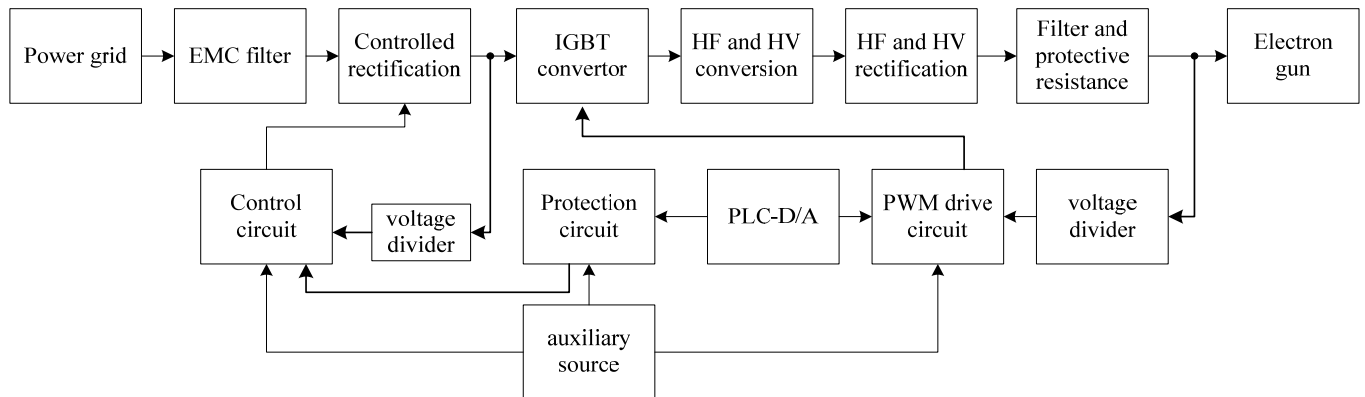 Power grid
EMC filter
Controlled
rectification
IGBT
convertor
HF and HV
conversion
HF and HV
rectification
Filter and
protective
resistance
Electron
gun
Control
circuit
voltage
divider
Protection
circuit
PLC-D/A
PWM drive
circuit
voltage
divider
auxiliary
source